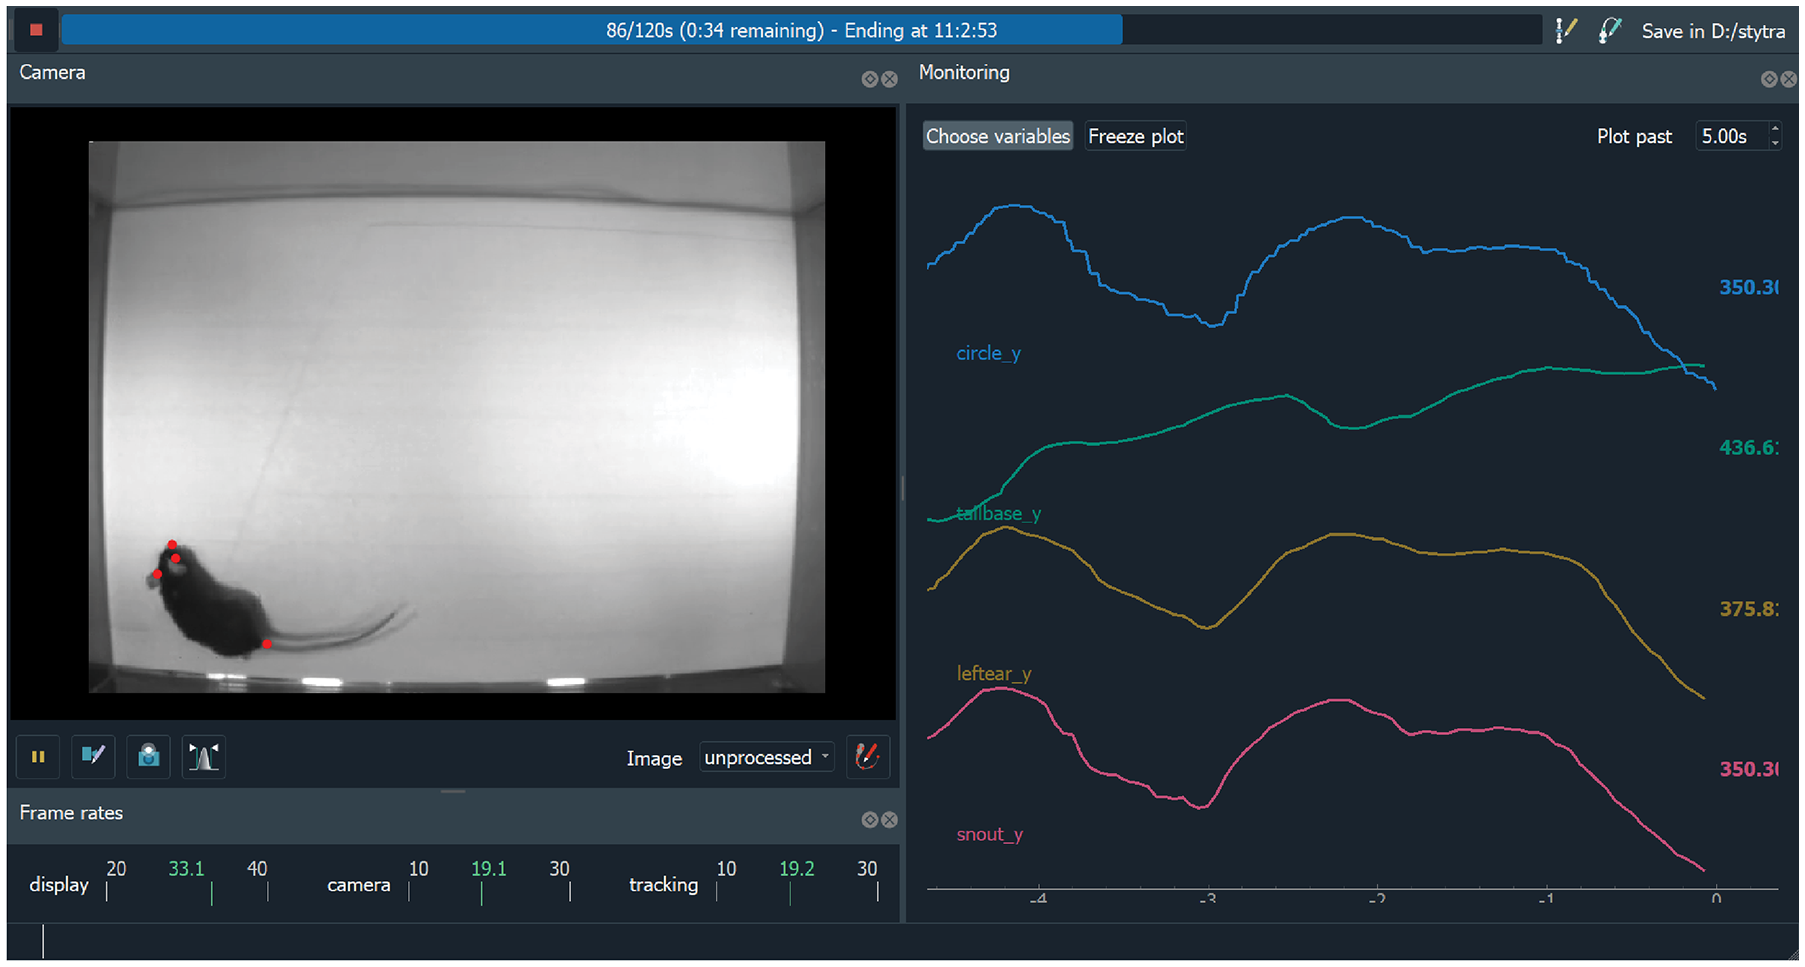 86/120s (0:34 remaining) - Ending at 11:2:53
Save in D:/stytra
Camera
Monitoring
Choose variables
Freeze plot
Plot past
5.00s
350.3
circle_y
436.6
tailbase_y
375.8
leftear_y
350.3
snout_y
-4
-3
-2
-1
0
Image
unprocessed
Frame rates
display
20
33.1
40
camera
10
19.1
30
tracking
10
19.2
30